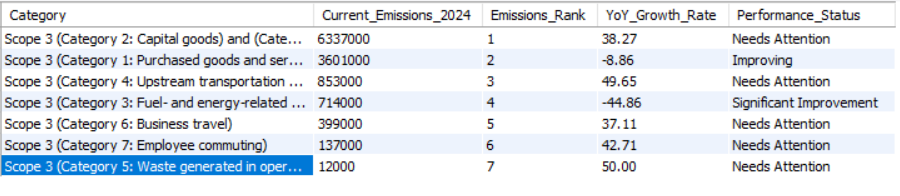 Category Current_Emissions_2024 Emissions_Rank YoY_Growth_Rate Performance_Status
Scope 3 (Category 2: Capital goods) and (Cate... 6337000 1 38.27 Needs Attention
Scope 3 (Category 1: Purchased goods and ser... 3601000 2 -8.86 Improving
Scope 3 (Category 4: Upstream transportation ... 853000 3 49.65 Needs Attention
Scope 3 (Category 3: Fuel- and energy-related ... 714000 4 -44.86 Significant Improvement
Scope 3 (Category 6: Business travel) 399000 5 37.11 Needs Attention
Scope 3 (Category 7: Employee commuting) 137000 6 42.71 Needs Attention
Scope 3 (Category 5: Waste generated in oper... 12000 7 50.00 Needs Attention